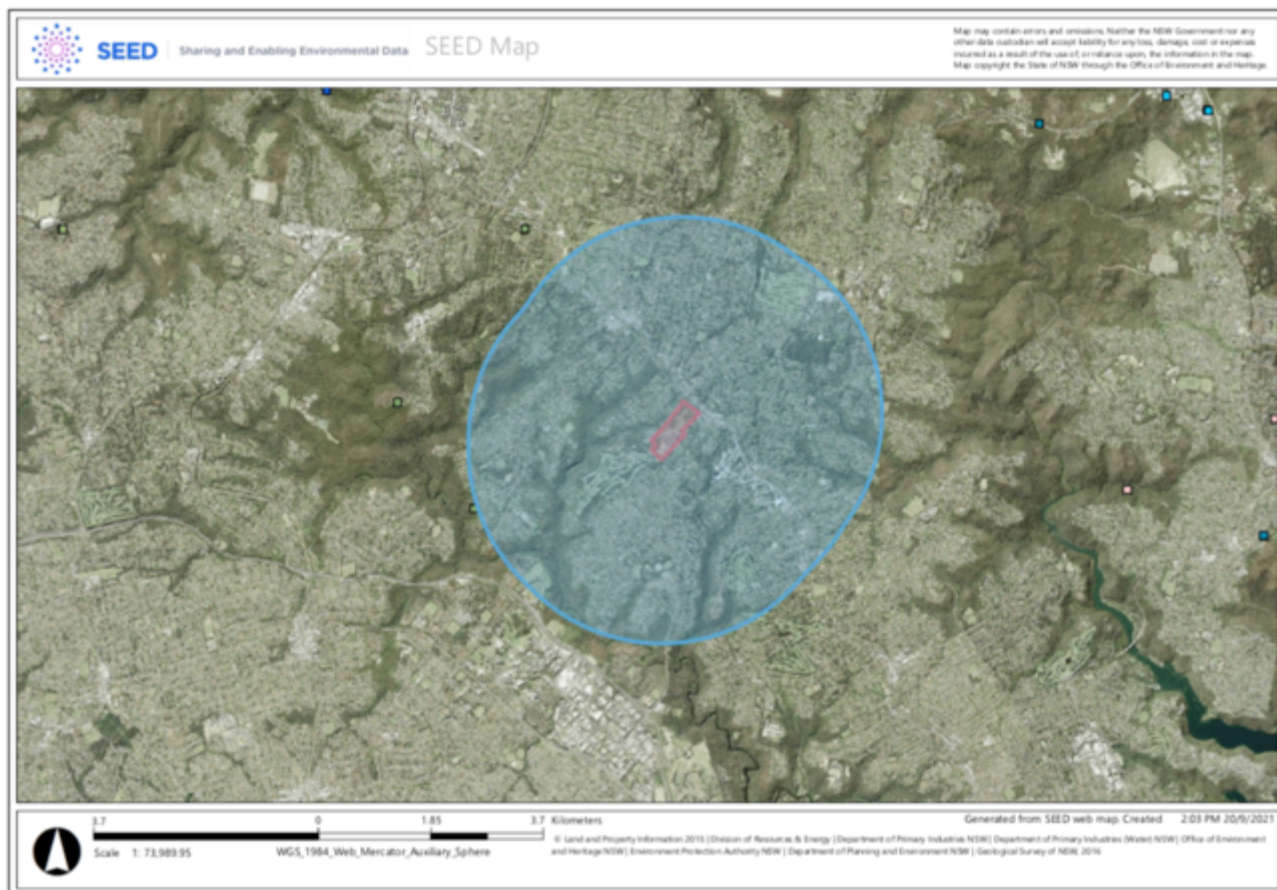 SEED
Sharing and Enabling Environmental Data
SEED Map
Map may contain errors and omissions. Neither the NSW Government nor any
other data custodian will accept liability for any loss, damage, cost or expenses
incurred as a result of the use of, or reliance upon, the information in the map.
Map copyright the State of NSW through the Office of Environment and Heritage.
3.7 0 1.85 3.7 Kilometers
Scale 1: 73,989.95
WGS_1984_Web_Mercator_Auxiliary_Sphere
Generated from SEED web map. Created 2:03 PM 20/9/2021
© Land and Property Information 2015 | Division of Resources & Energy | Department of Primary Industries NSW | Department of Primary Industries (Water) NSW | Office of Environment
and Heritage NSW | Environment Protection Authority NSW | Department of Planning and Environment NSW | Geological Survey of NSW, 2016